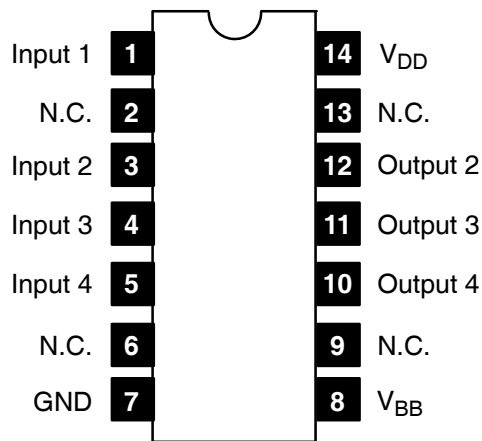 Input 1 1 14 VDD
N.C. 2 13 N.C.
Input 2 3 12 Output 2
Input 3 4 11 Output 3
Input 4 5 10 Output 4
N.C. 6 9 N.C.
GND 7 8 VBB